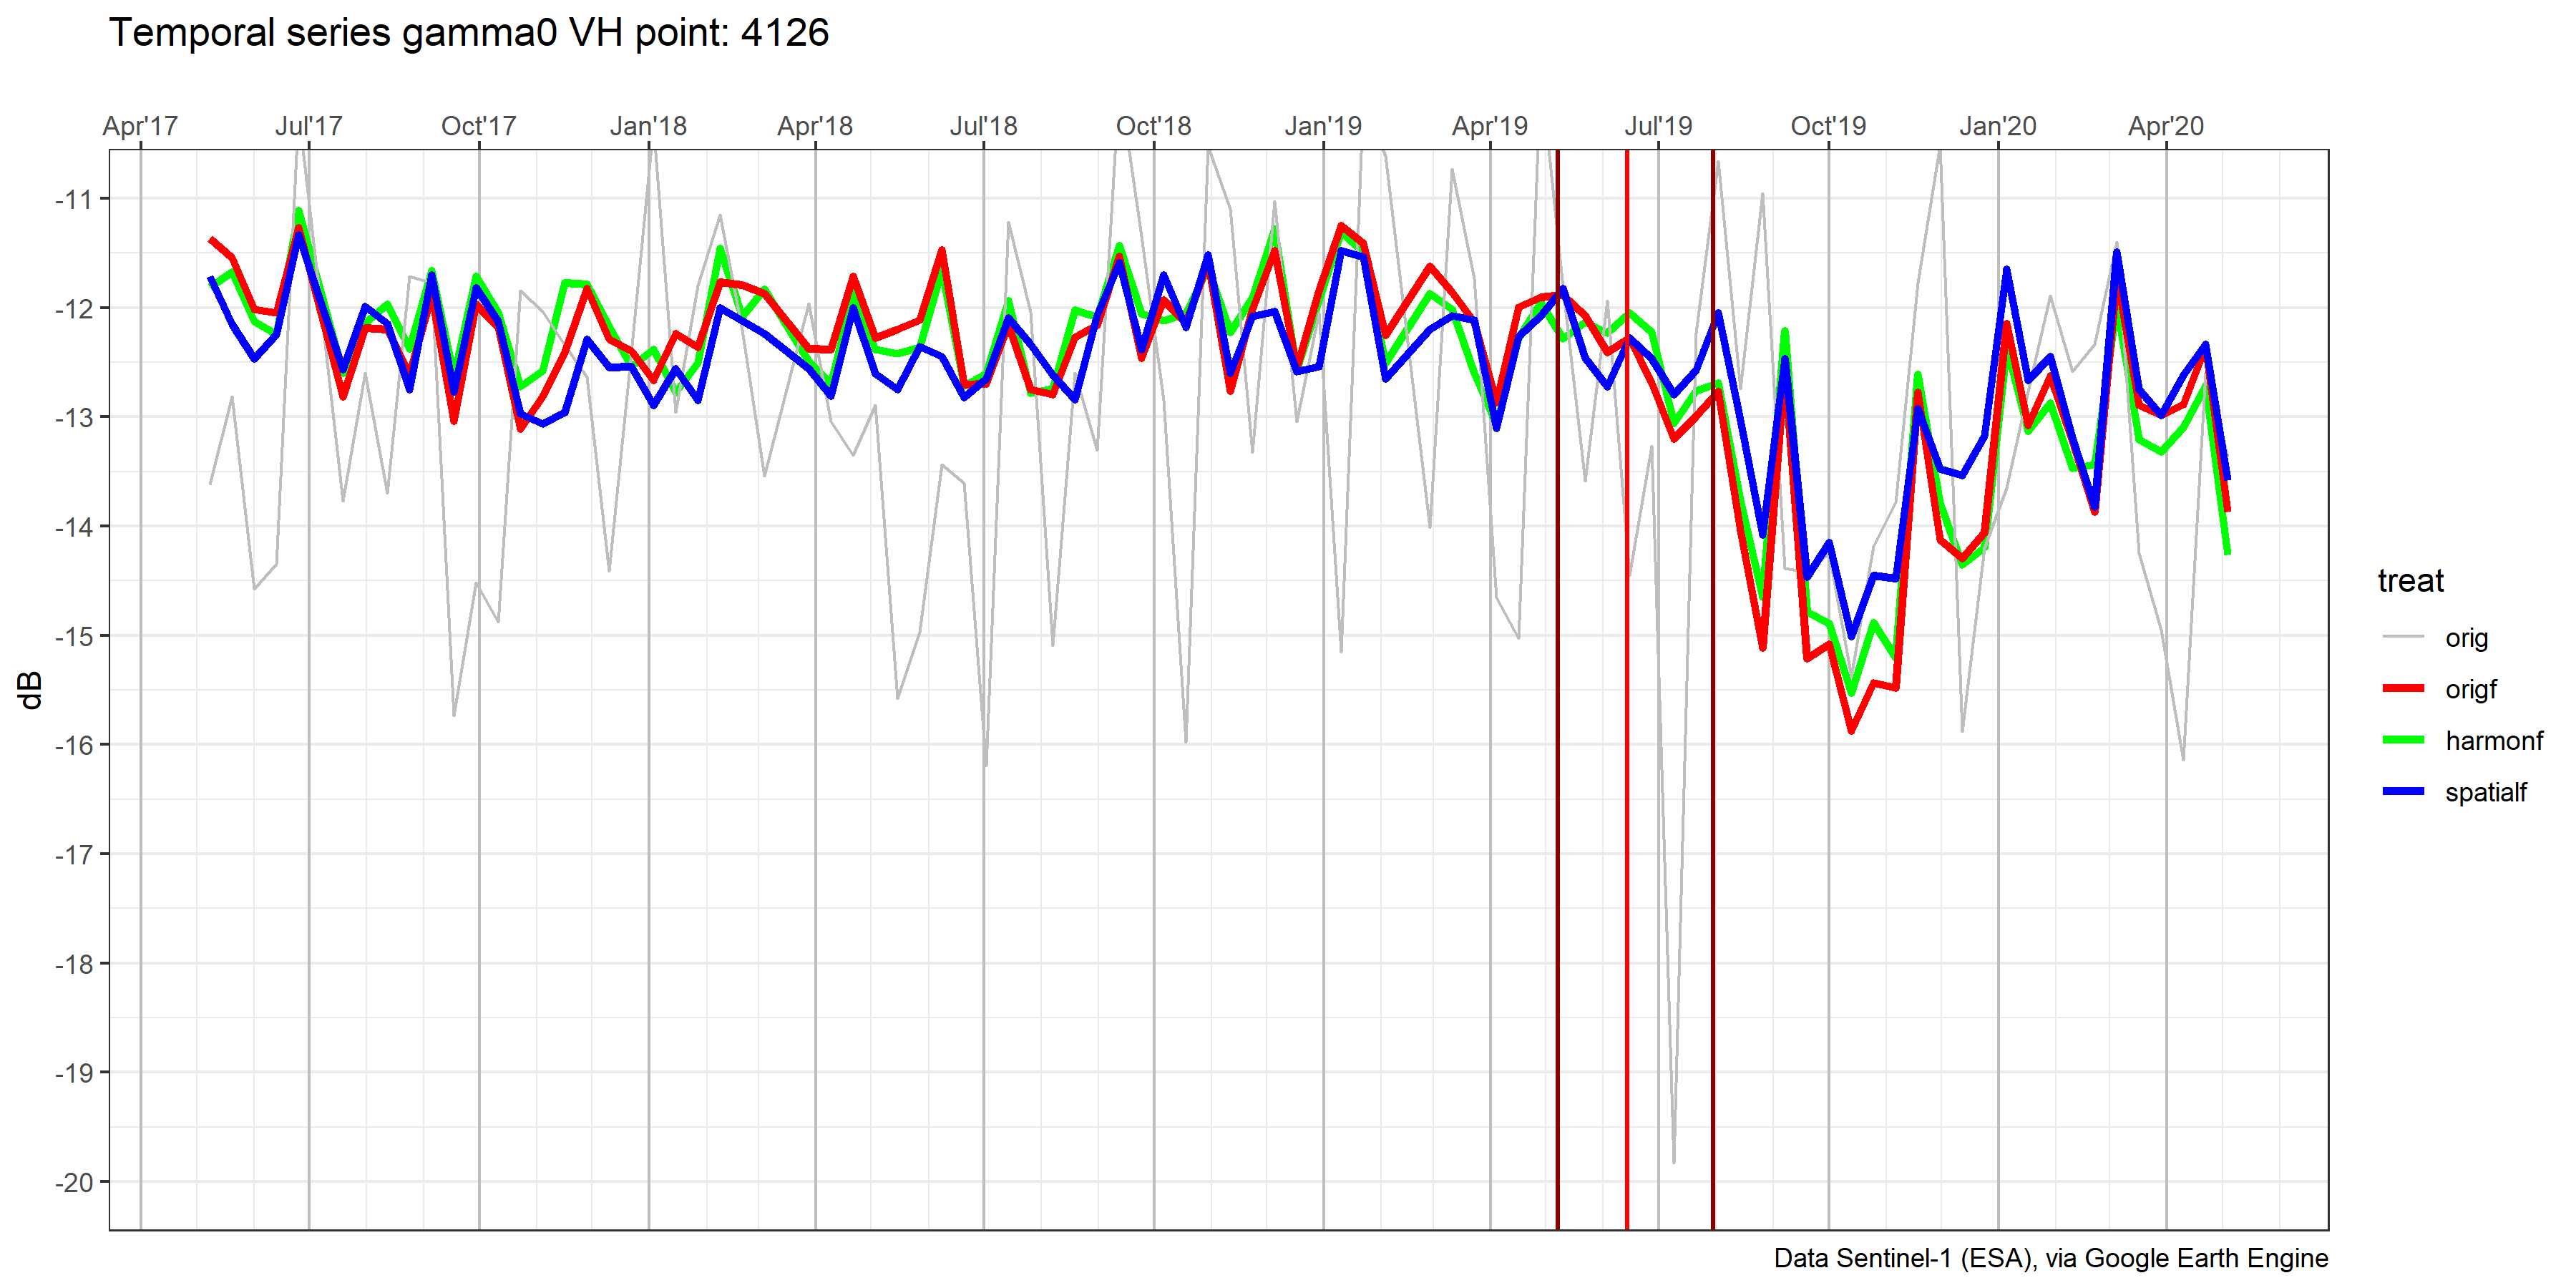 Temporal series gamma0 VH point: 4126
Apr'17 Jul'17 Oct'17 Jan'18 Apr'18 Jul'18 Oct'18 Jan'19 Apr'19 Jul'19 Oct'19 Jan'20 Apr'20
-11
-12
-13
-14
-15
-16
-17
-18
-19
-20
dB
treat
orig
origf
harmonf
spatialf
Data Sentinel-1 (ESA), via Google Earth Engine